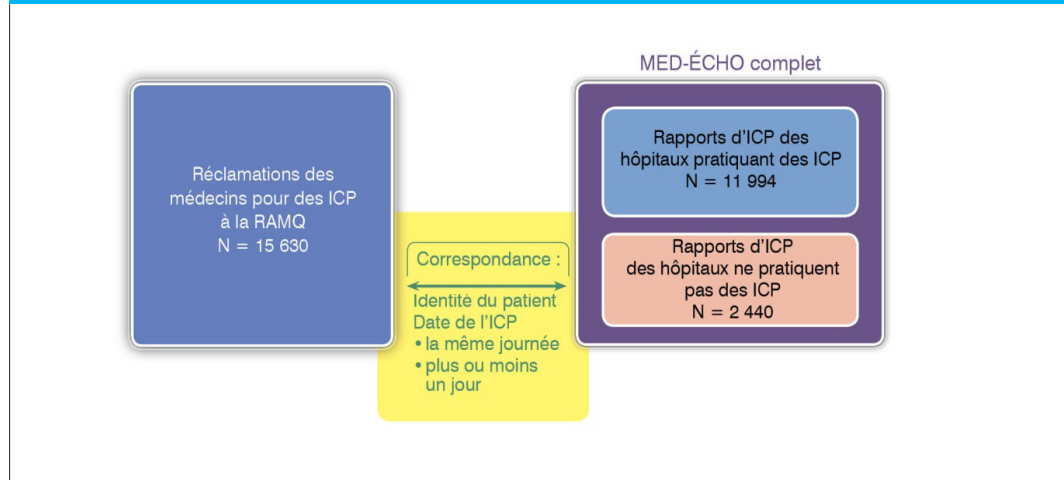 MED-ÉCHO complet
Réclamations des
médecins pour des ICP
à la RAMQ
N = 15 630
Correspondance :
Identité du patient
Date de l'ICP
• la même journée
• plus ou moins
un jour
Rapports d'ICP des
hôpitaux pratiquant des ICP
N = 11 994
Rapports d'ICP
des hôpitaux ne pratiquent
pas des ICP
N = 2 440